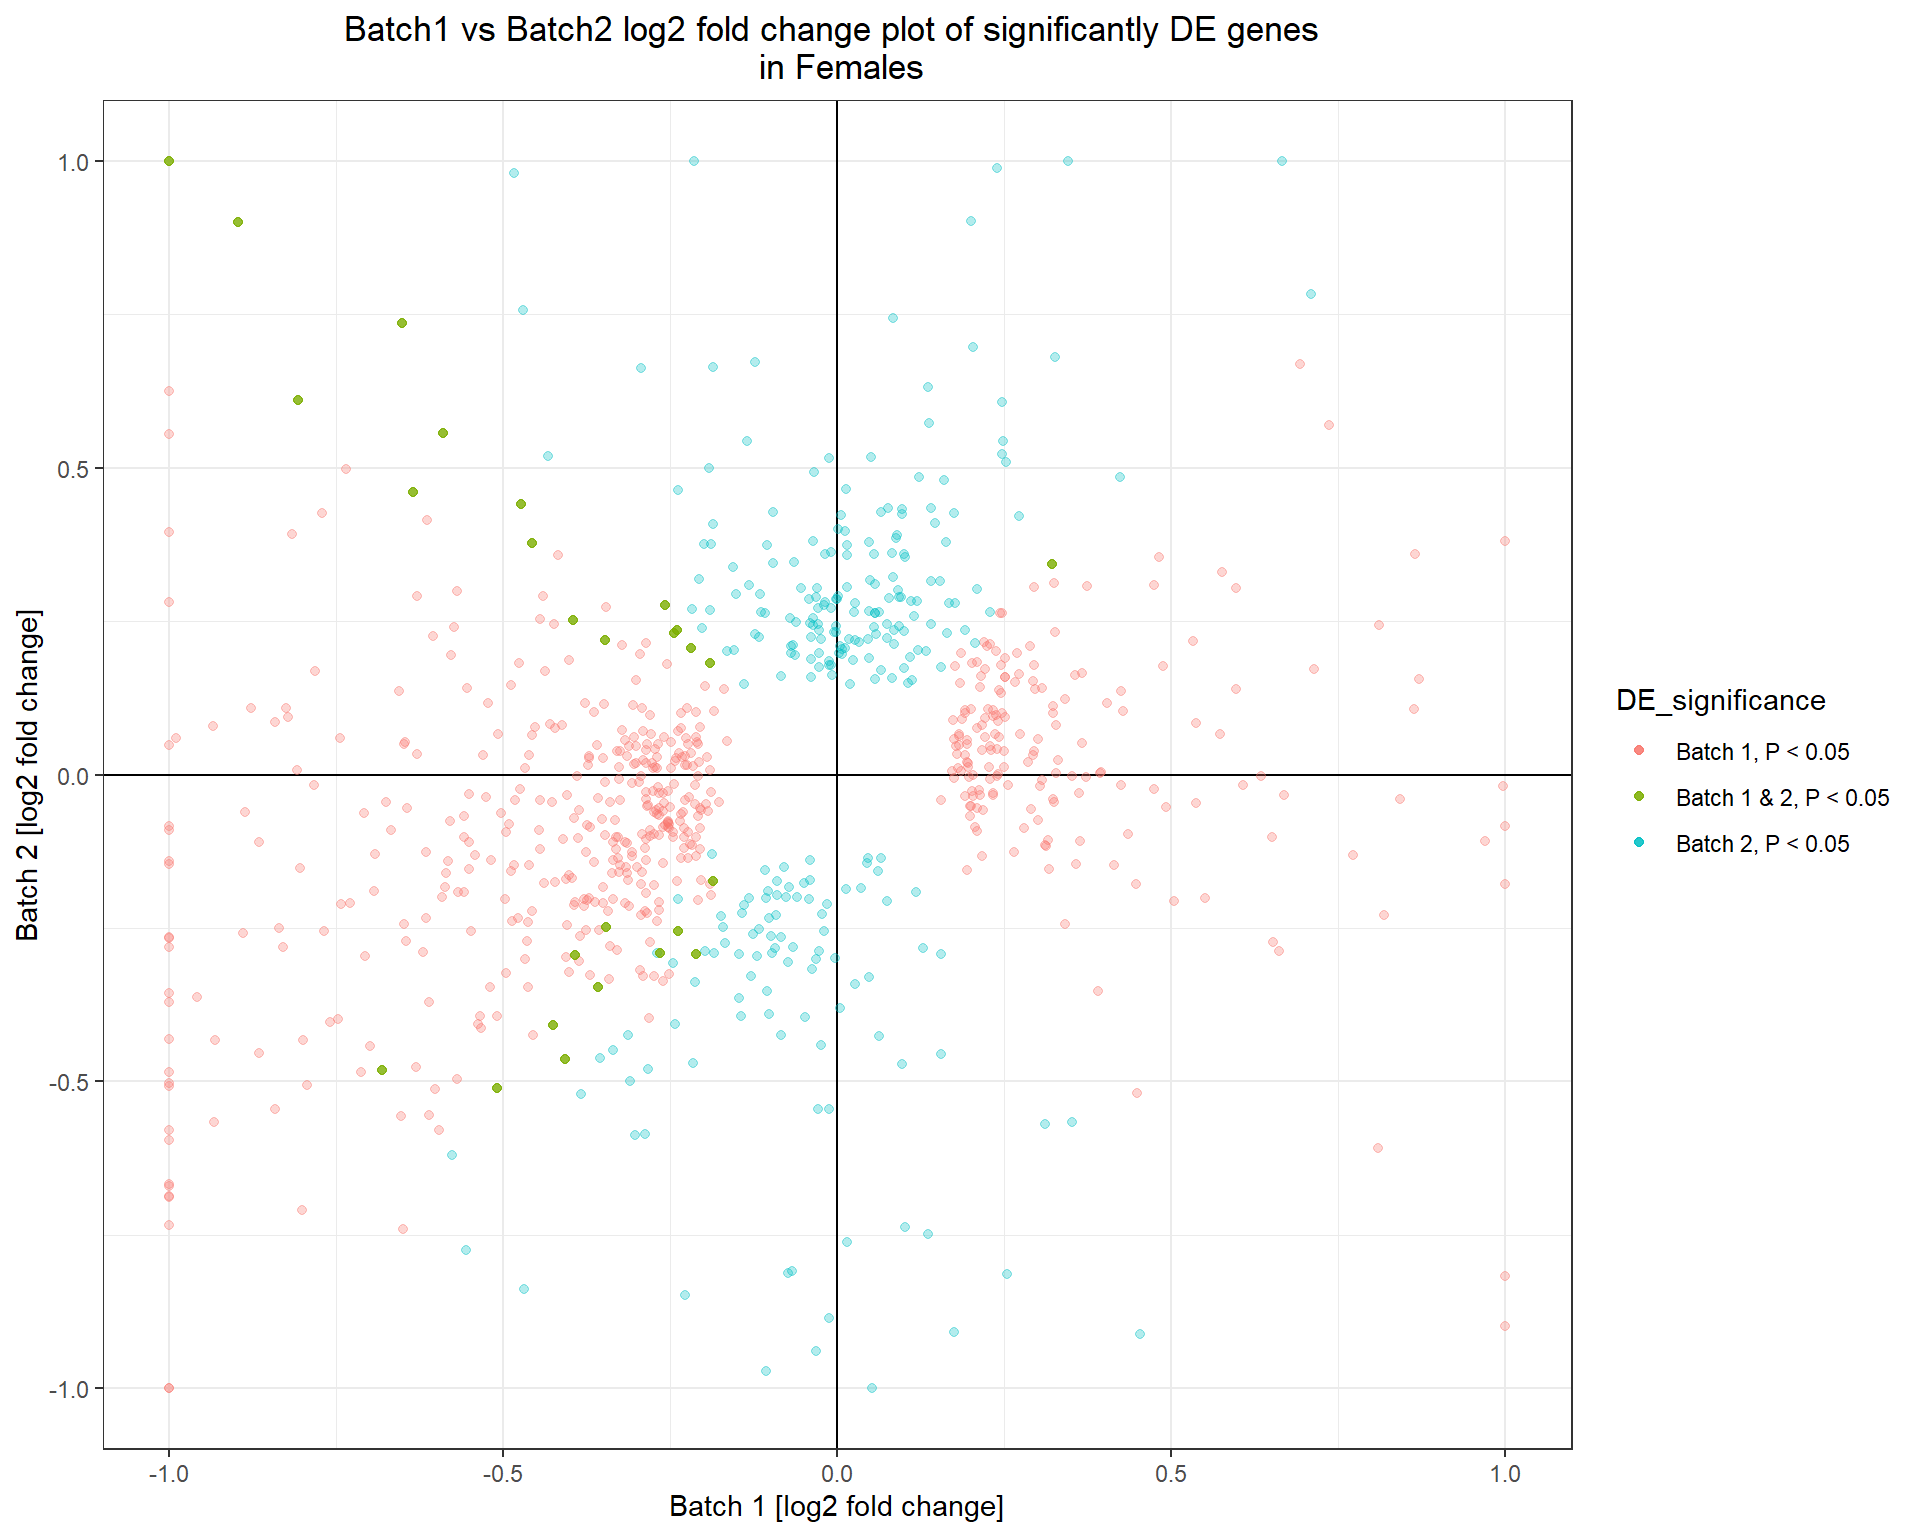 Batch1 vs Batch2 log2 fold change plot of significantly DE genes
in Females
Batch 2 [log2 fold change]
1.0
0.5
0.0
-0.5
-1.0
-1.0
-0.5
0.0
0.5
1.0
Batch 1 [log2 fold change]
DE_significance
Batch 1, P < 0.05
Batch 1 & 2, P < 0.05
Batch 2, P < 0.05